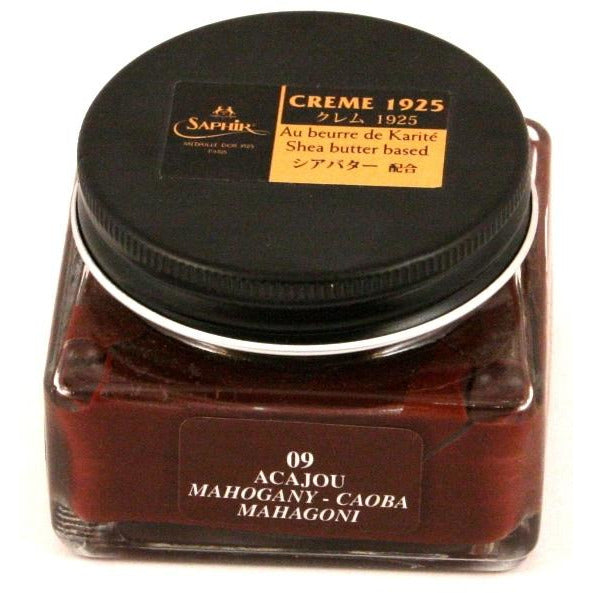 SAPHIR
MEDAILLE D'OR 1925
PARIS
CREME 1925
クレム 1925
Au beurre de Karité
Shea butter based
シアバター 配合
09
ACAJOU
MAHOGANY - CAOBA
MAHAGONI